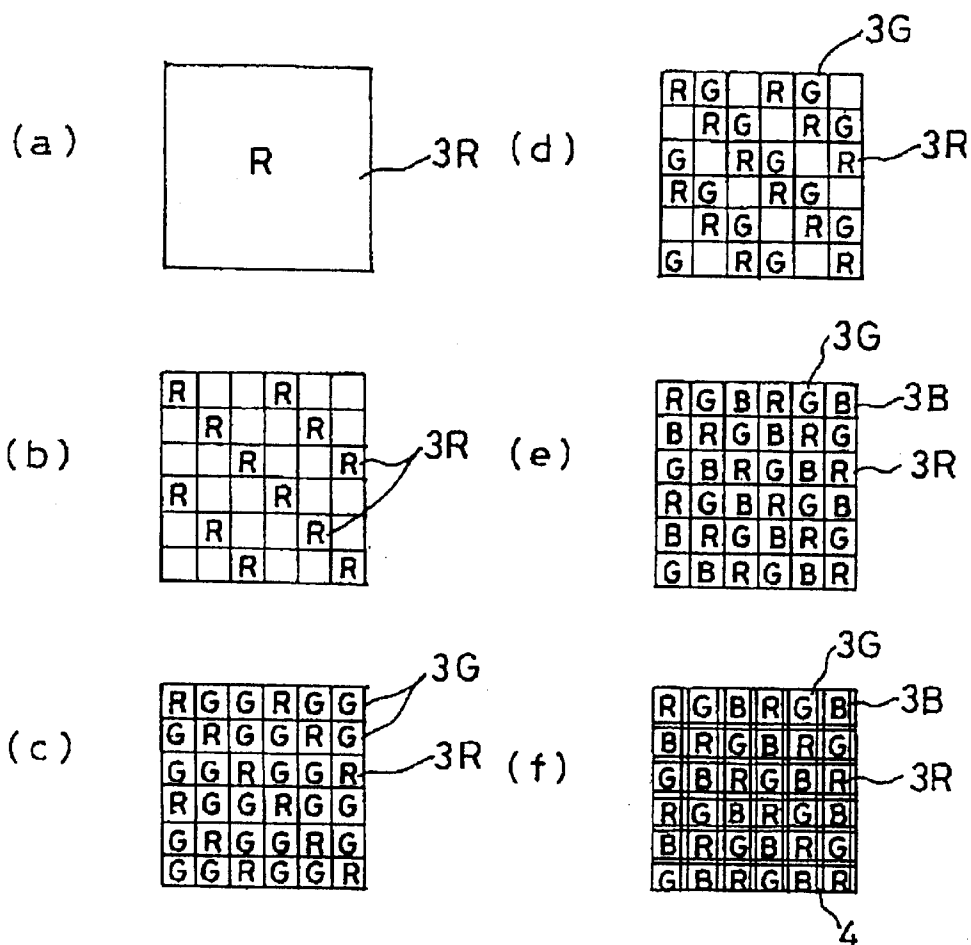 (a)
R
3R
(b)
R R
R R
R R
R R
R R
R R
3R
(c)
R G G R G G
G R G G R G
G G R G G R
R G G R G G
G R G G R G
G G R G G R
3G
3R
(d)
3G
R G R G
R G R G
G R G R
R G R G
R G R G
G R G R
3R
(e)
3G
R G B R G B
B R G B R G
G B R G B R
R G B R G B
B R G B R G
G B R G B R
3B
3R
(f)
3G
R G B R G B
B R G B R G
G B R G B R
R G B R G B
B R G B R G
G B R G B R
3B
3R
4